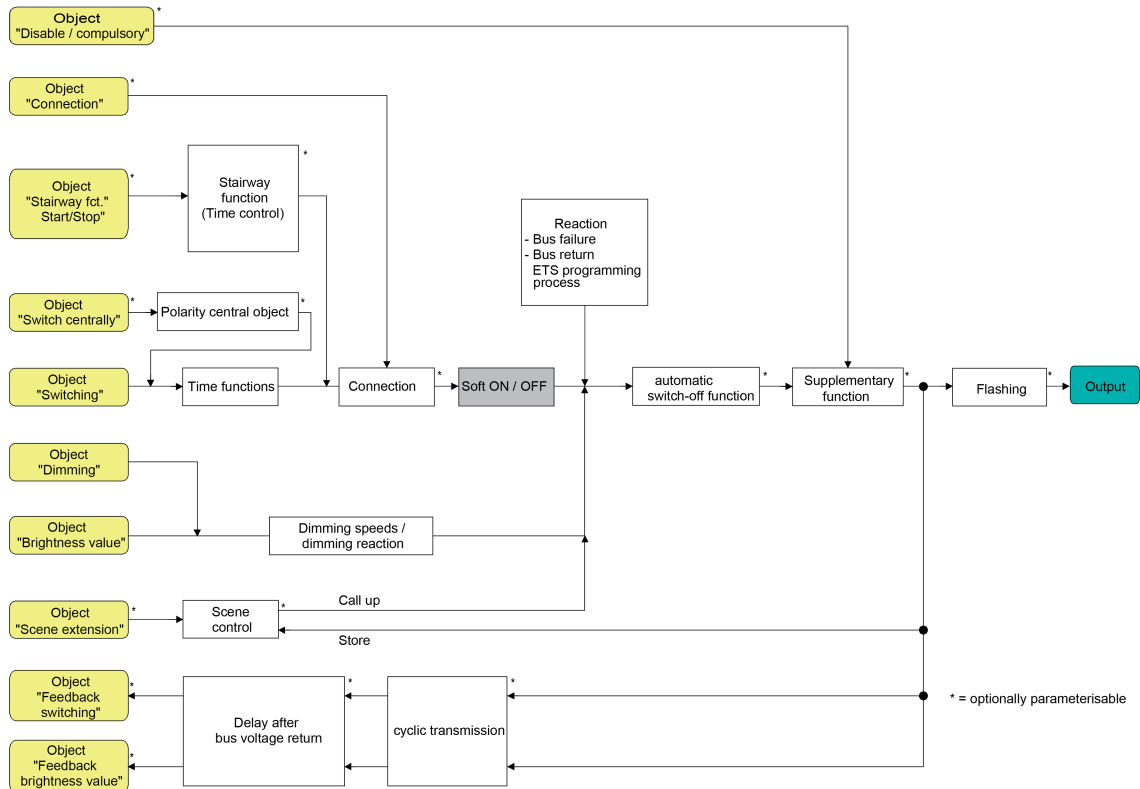 Object
"Disable / compulsory"
*
Object
"Connection"
*
Object
"Stairway fct."
Start/Stop"
*
Stairway
function
(Time control)
*
Reaction
- Bus failure
- Bus return
ETS programming
process
Object
"Switch centrally"
*
Polarity central object
*
Object
"Switching"
Time functions
Connection
*
Soft ON / OFF
automatic
switch-off function
*
Supplementary
function
*
Flashing
*
Output
Object
"Dimming"
Object
"Brightness value"
Dimming speeds /
dimming reaction
Object
"Scene extension"
*
Scene
control
*
Call up
Store
Object
"Feedback
switching"
*
Delay after
bus voltage return
*
cyclic transmission
*
* = optionally parameterisable
Object
"Feedback
brightness value"
*